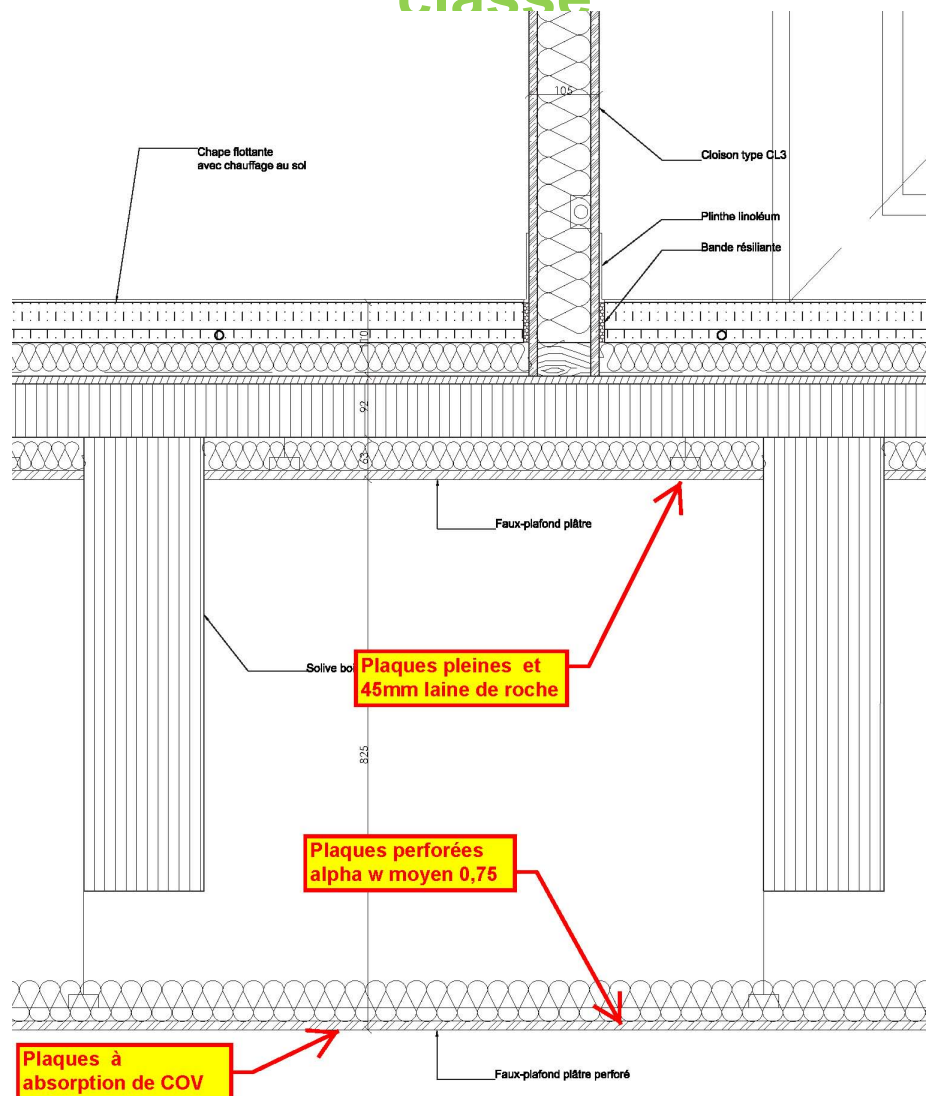 classe
105
Chape flottante
avec chauffage au sol
Cloison type CL3
Plinthe linoléum
Bande résiliante
110
92
63
Faux-plafond plâtre
Solive
Plaques pleines et
45mm laine de roche
825
Plaques perforées
alpha w moyen 0,75
Plaques à
absorption de COV
Faux-plafond plâtre perforé